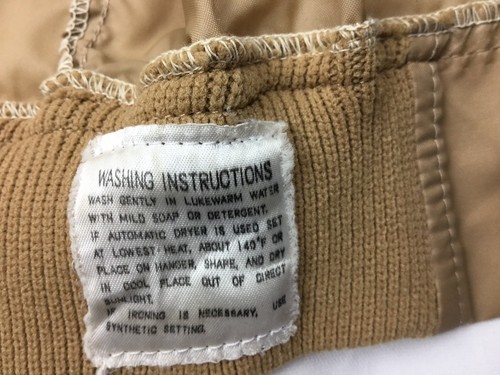 WASHING INSTRUCTIONS
WASH GENTLY IN LUKEWARM WATER
WITH MILD SOAP OR DETERGENT.
IF AUTOMATIC DRYER IS USED SET
AT LOWEST HEAT, ABOUT 140°F OR
PLACE ON HANGER, SHAPE, AND DRY
IN COOL PLACE OUT OF DIRECT
SUNLIGHT.
IF IRONING IS NECESSARY, USE
SYNTHETIC SETTING.